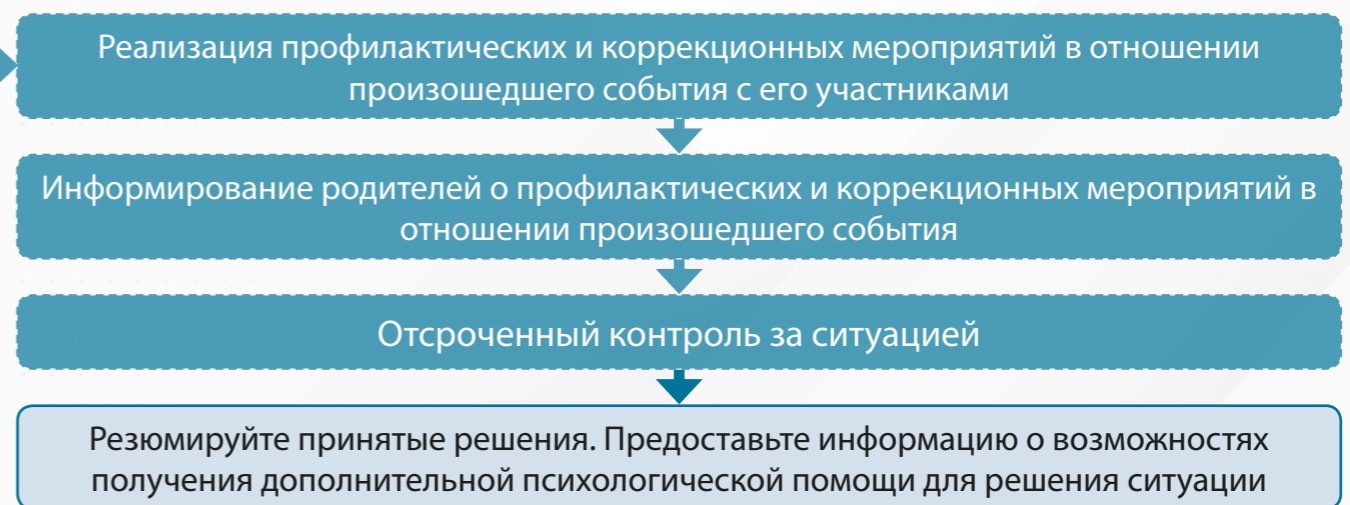 Реализация профилактических и коррекционных мероприятий в отношении
произошедшего события с его участниками
Информирование родителей о профилактических и коррекционных мероприятий в
отношении произошедшего события
Отсроченный контроль за ситуацией
Резюмируйте принятые решения. Предоставьте информацию о возможностях
получения дополнительной психологической помощи для решения ситуации